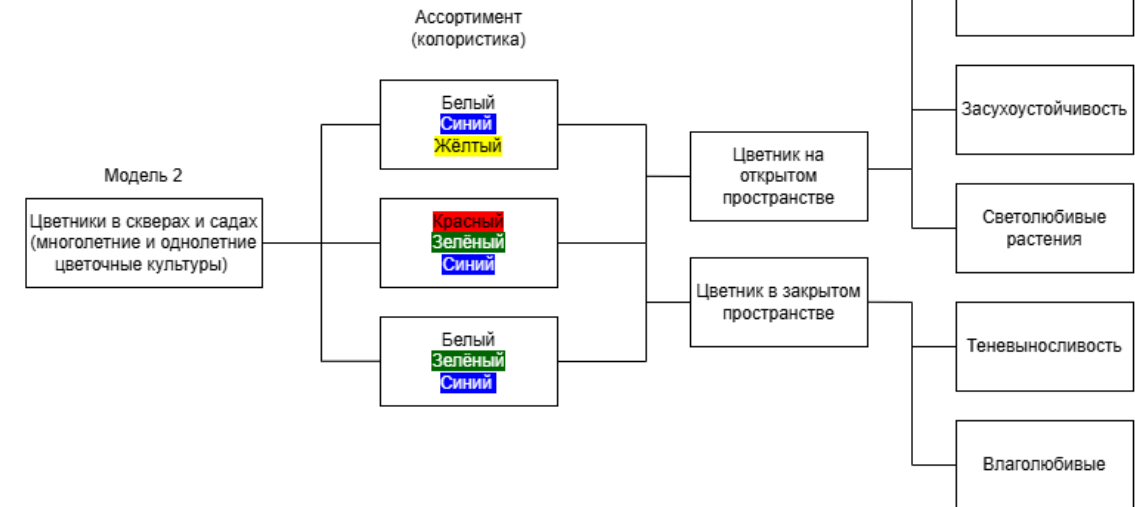 Ассортимент
(колористика)
Модель 2
Цветники в скверах и садах
(многолетние и однолетние
цветочные культуры)
Белый
Синий
Жёлтый
Красный
Зелёный
Синий
Белый
Зелёный
Синий
Цветник на
открытом
пространстве
Цветник в закрытом
пространстве
Засухоустойчивость
Светолюбивые
растения
Теневыносливость
Влаголюбивые